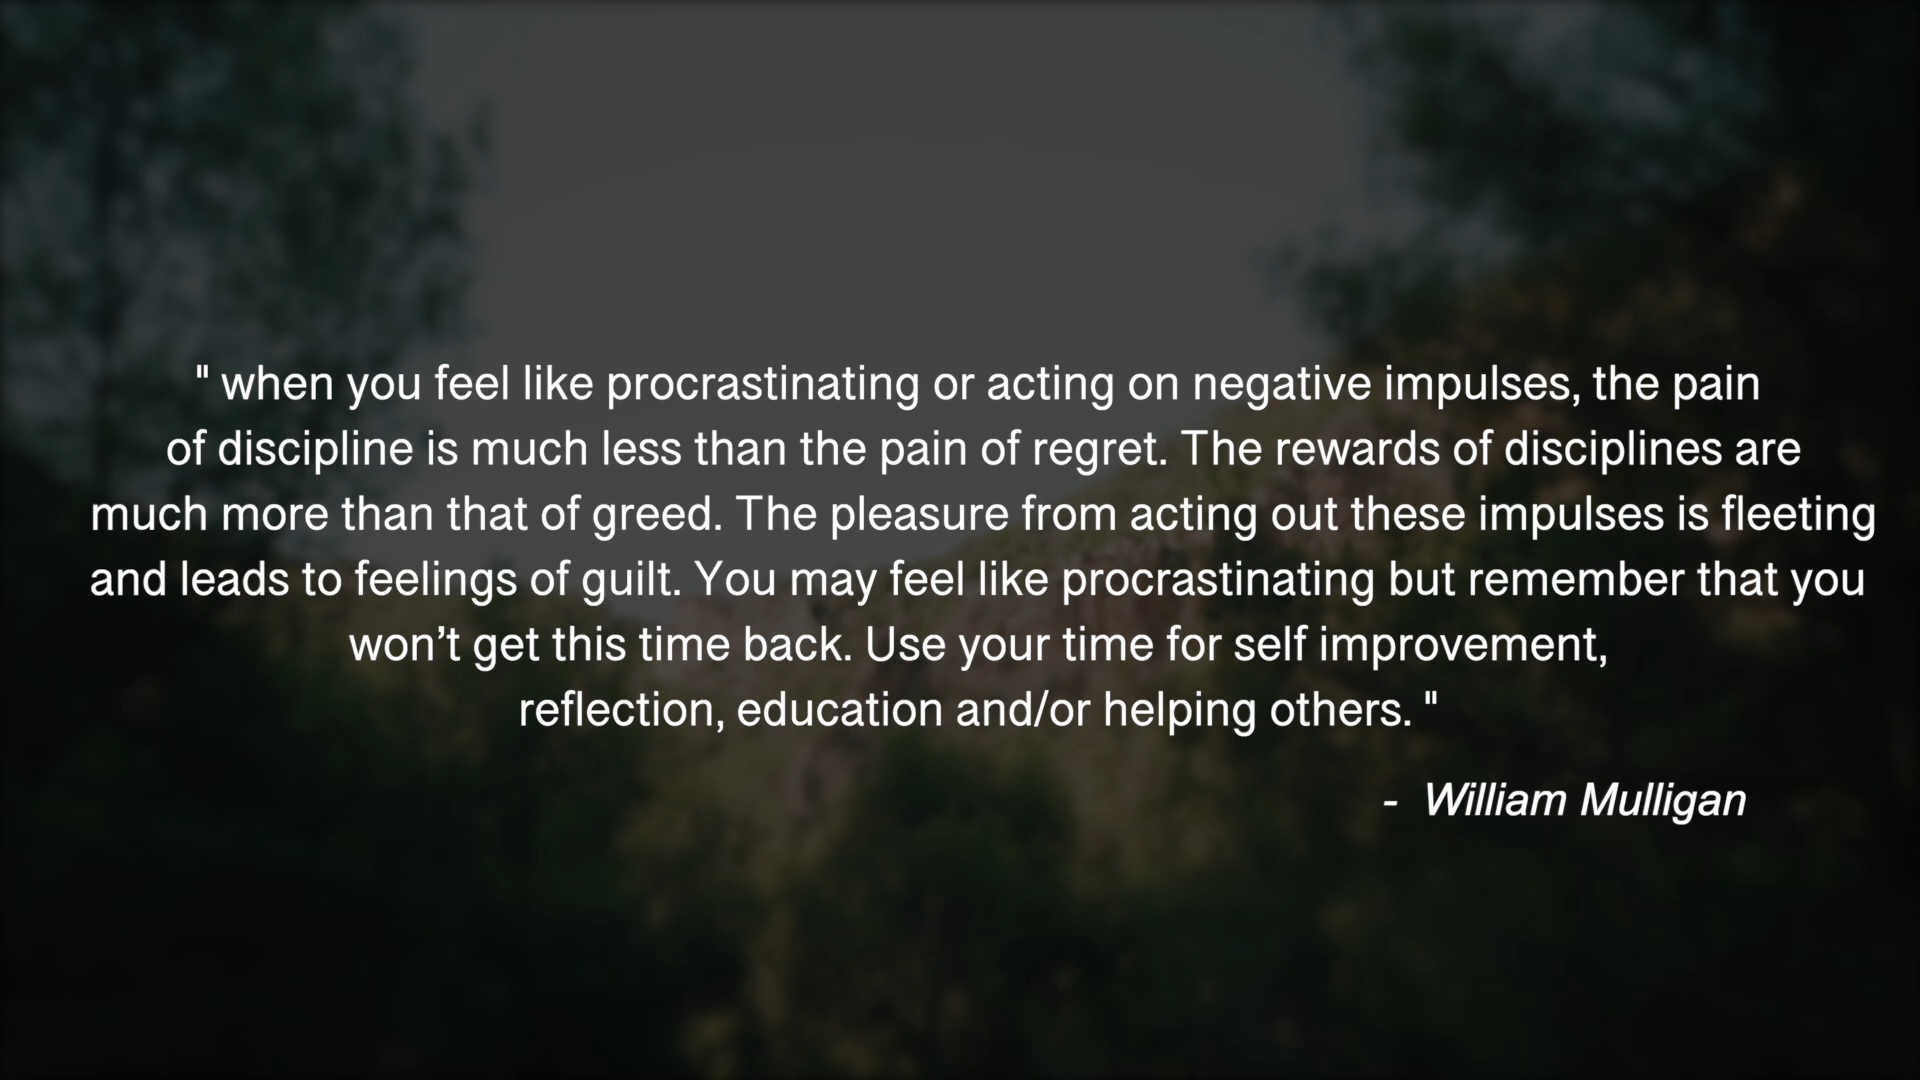 " when you feel like procrastinating or acting on negative impulses, the pain
of discipline is much less than the pain of regret. The rewards of disciplines are
much more than that of greed. The pleasure from acting out these impulses is fleeting
and leads to feelings of guilt. You may feel like procrastinating but remember that you
won’t get this time back. Use your time for self improvement,
reflection, education and/or helping others. "
- William Mulligan